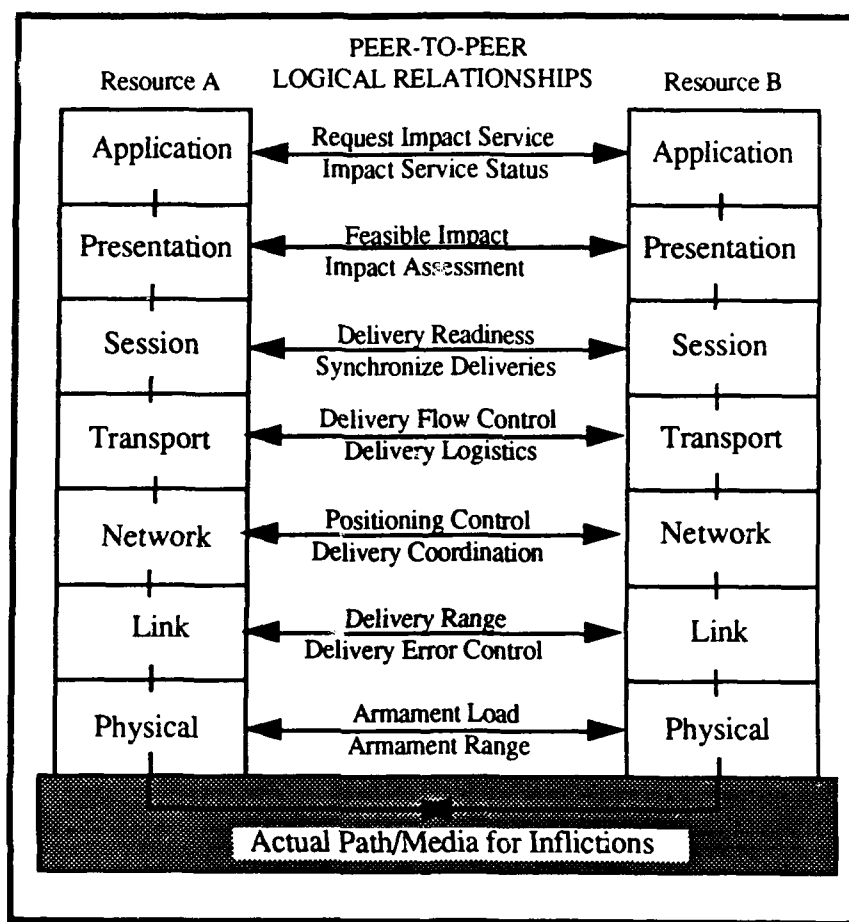 PEER-TO-PEER
LOGICAL RELATIONSHIPS
Resource A
Resource B
Application
Request Impact Service
Impact Service Status
Application
Presentation
Feasible Impact
Impact Assessment
Presentation
Session
Delivery Readiness
Synchronize Deliveries
Session
Transport
Delivery Flow Control
Delivery Logistics
Transport
Network
Positioning Control
Delivery Coordination
Network
Link
Delivery Range
Delivery Error Control
Link
Physical
Armament Load
Armament Range
Physical
Actual Path/Media for Inflictions